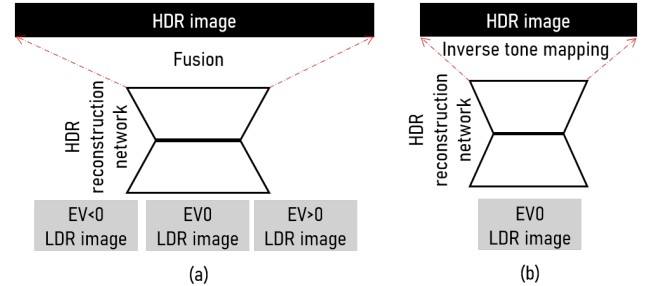 HDR image
Fusion
HDR
reconstruction
network
EV<0
LDR image
EV0
LDR image
EV>0
LDR image
(a)
HDR image
Inverse tone mapping
HDR
reconstruction
network
EV0
LDR image
(b)